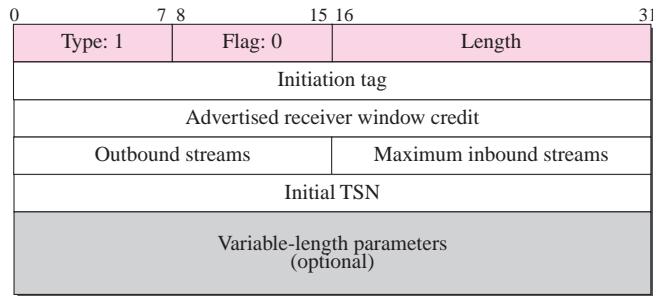 0 7 8 15 16 31
Type: 1 Flag: 0 Length
Initiation tag
Advertised receiver window credit
Outbound streams Maximum inbound streams
Initial TSN
Variable-length parameters
(optional)